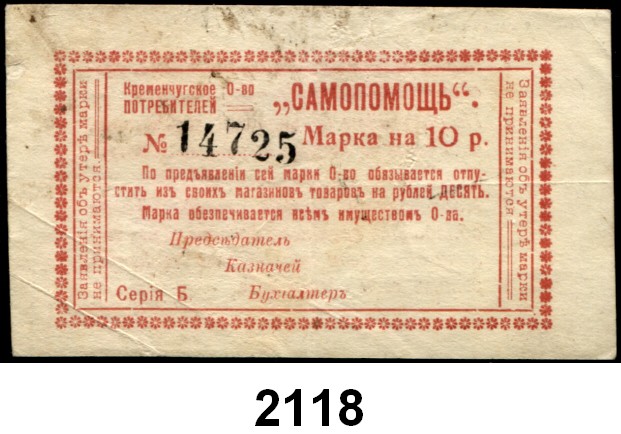 Кременчугское О-во
ПОТРЕБИТЕЛЕЙ
„САМОПОМОЩЬ“.
№ 14725 Марка на 10 р.
По предъявленіи сей марки О-во обязывается отпу-
стить изъ своихъ магазиновъ товаровъ на рублей ДЕСЯТЬ.
Марка обезпечивается всѣмъ имуществомъ О-ва.
Предсѣдатель
Казначей
Серія Б. Бухгалтеръ
Заявленія объ утерѣ марки
не принимаются.
Заявленія объ утерѣ марки
не принимаются
2118